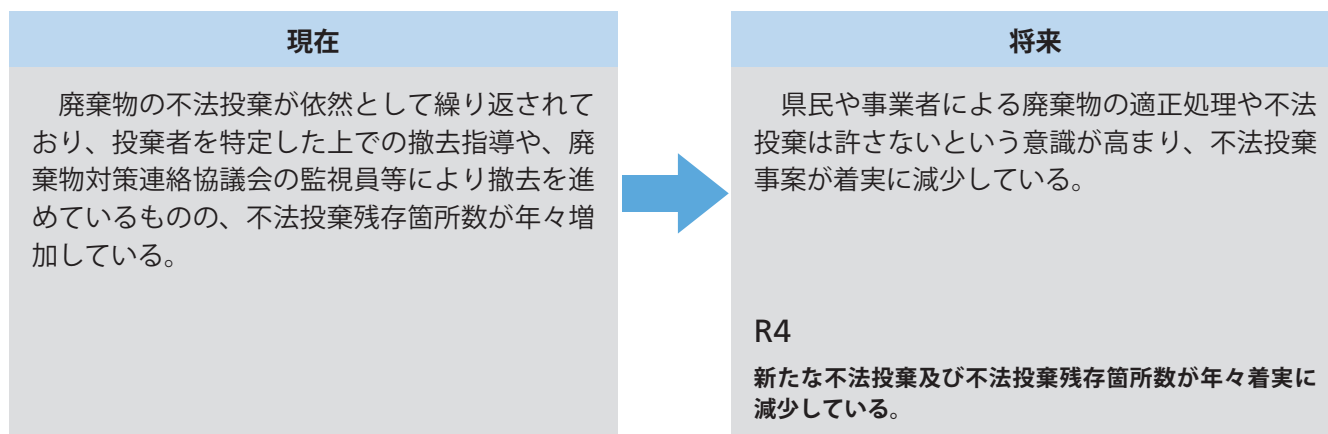 現在
　廃棄物の不法投棄が依然として繰り返されて
おり、投棄者を特定した上での撤去指導や、廃
棄物対策連絡協議会の監視員等により撤去を進
めているものの、不法投棄残存箇所数が年々増
加している。
将来
　県民や事業者による廃棄物の適正処理や不法
投棄は許さないという意識が高まり、不法投棄
事案が着実に減少している。
R4
新たな不法投棄及び不法投棄残存箇所数が年々着実に
減少している。